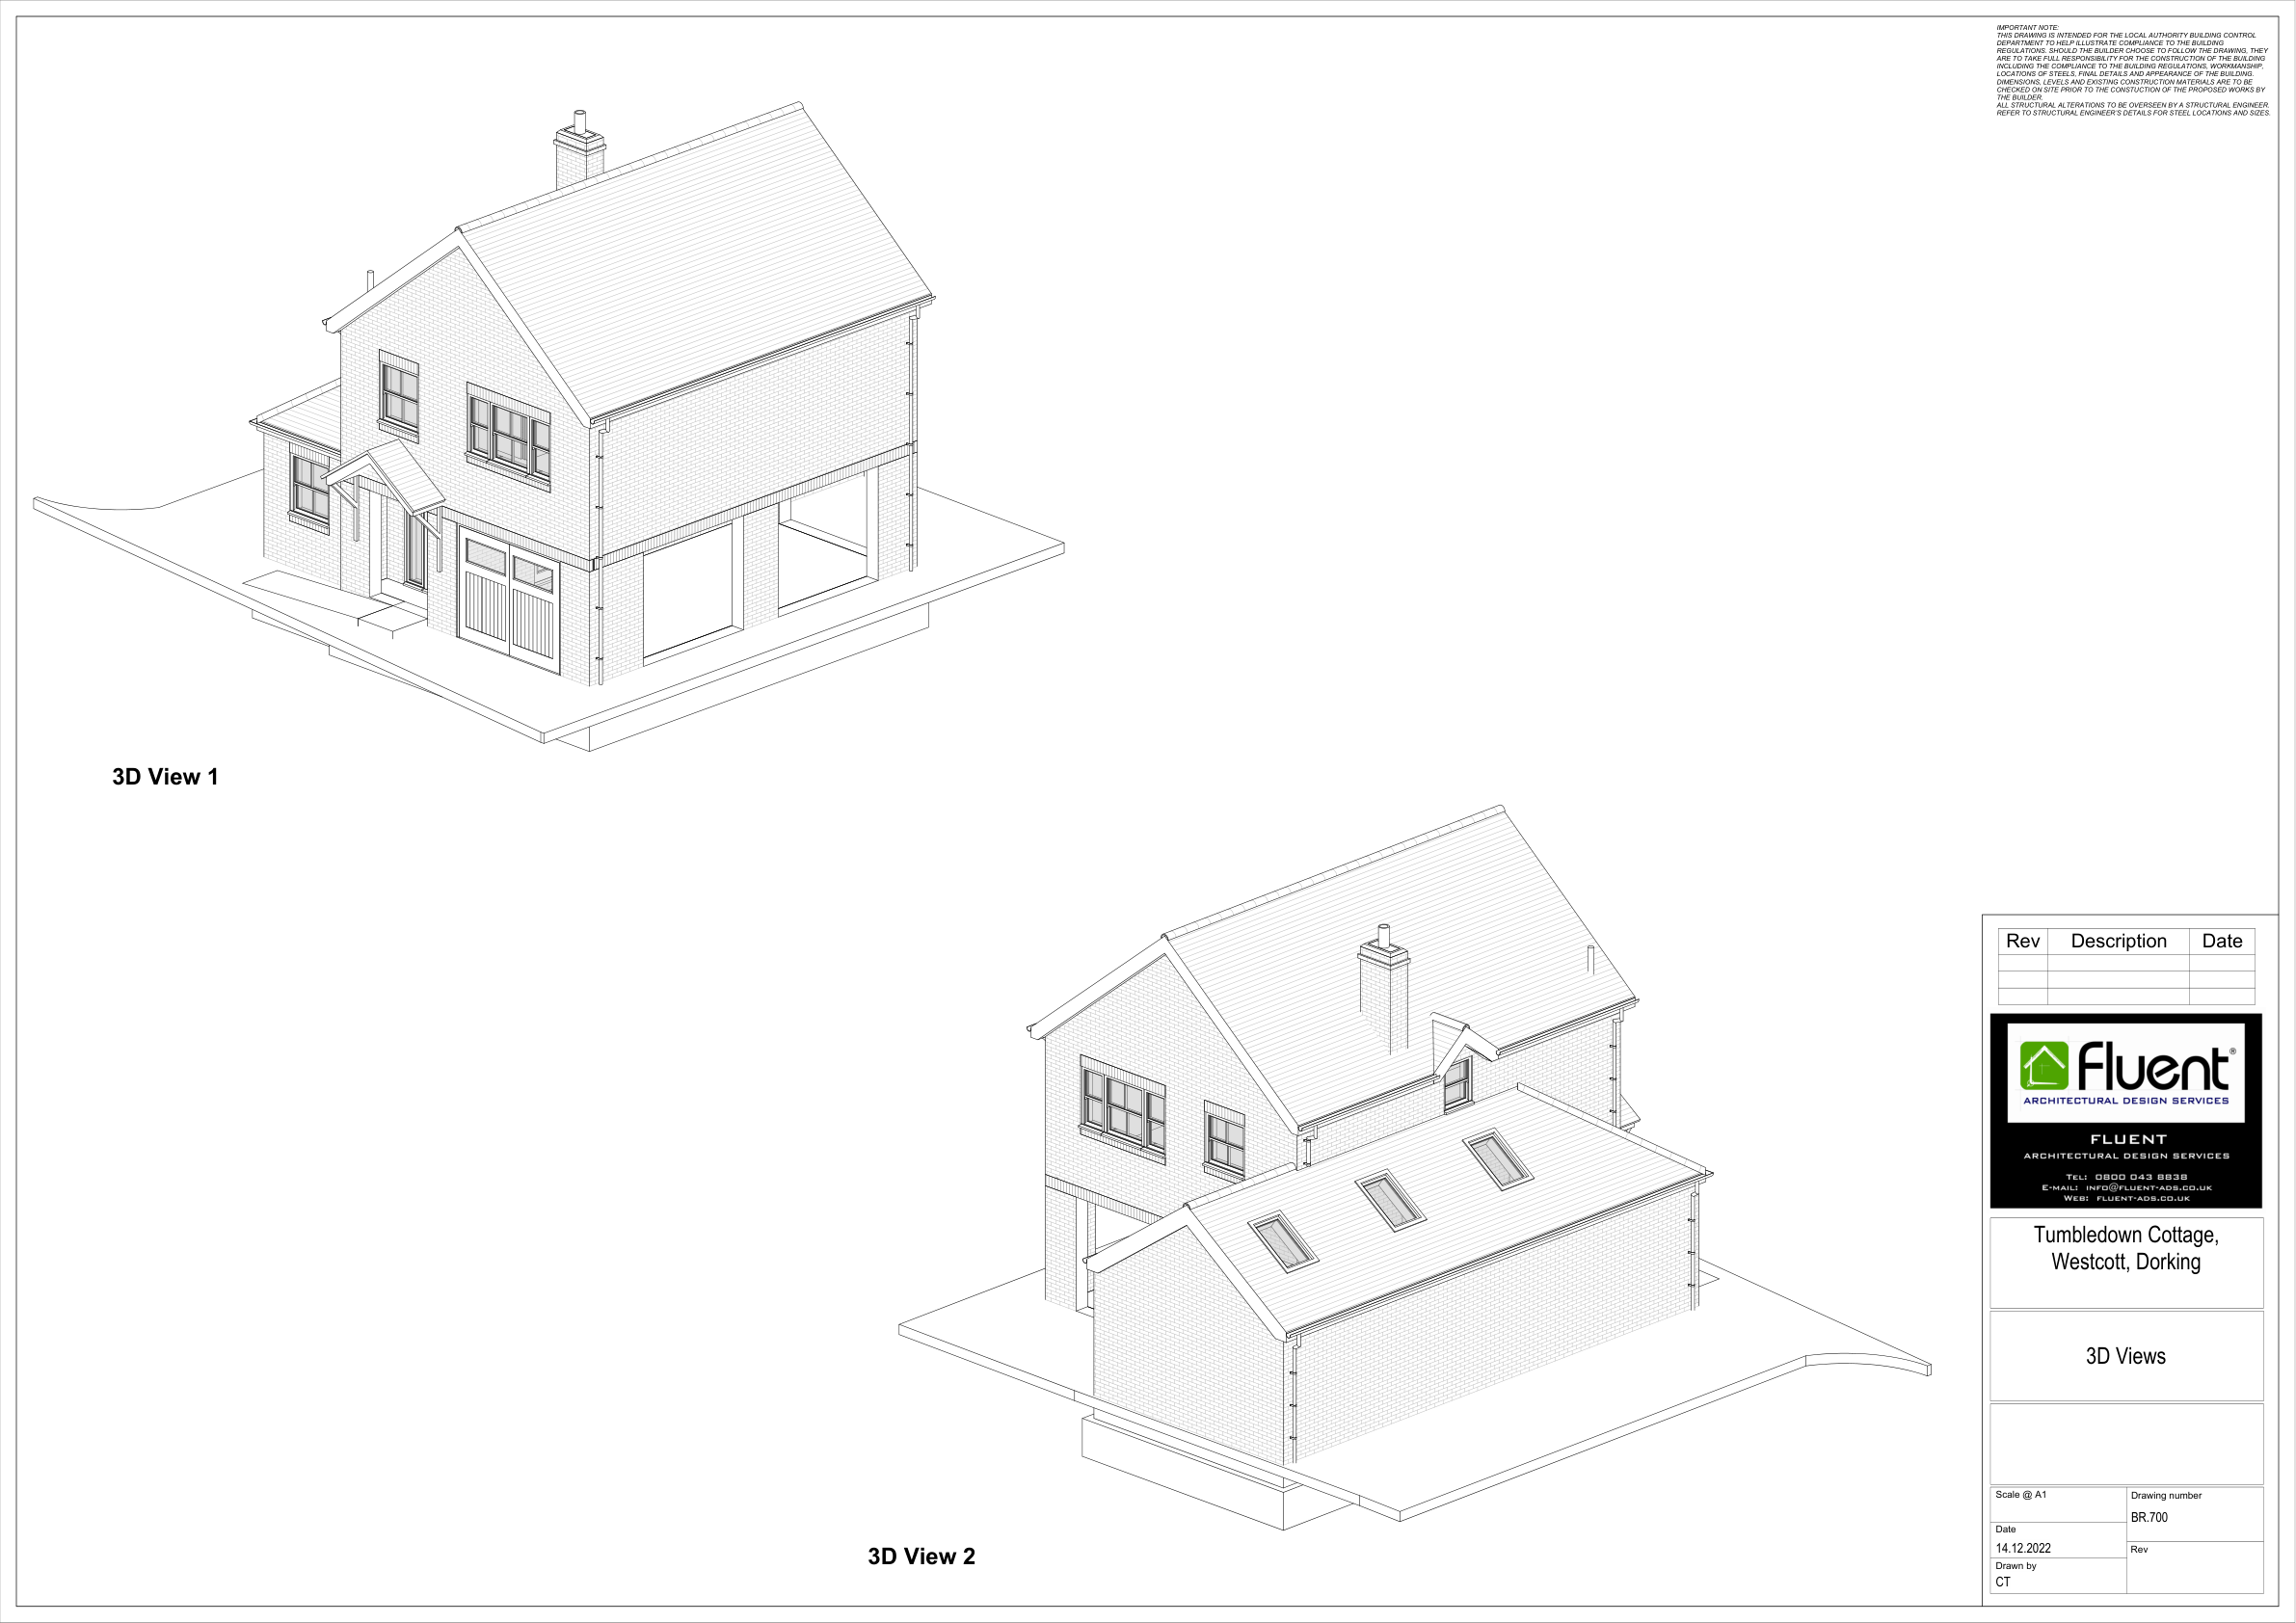 IMPORTANT NOTE:
THIS DRAWING IS INTENDED FOR THE LOCAL AUTHORITY BUILDING CONTROL
DEPARTMENT TO HELP ILLUSTRATE COMPLIANCE TO THE BUILDING
REGULATIONS. SHOULD THE BUILDER CHOOSE TO FOLLOW THE DRAWING, THEY
ARE TO TAKE FULL RESPONSIBILITY FOR THE CONSTRUCTION OF THE BUILDING
INCLUDING THE COMPLIANCE TO THE BUILDING REGULATIONS, WORKMANSHIP,
LOCATIONS OF STEELS, FINAL DETAILS AND APPEARANCE OF THE BUILDING.
DIMENSIONS, LEVELS AND EXISTING CONSTRUCTION MATERIALS ARE TO BE
CHECKED ON SITE PRIOR TO THE CONSTUCTION OF THE PROPOSED WORKS BY
THE BUILDER.
ALL STRUCTURAL ALTERATIONS TO BE OVERSEEN BY A STRUCTURAL ENGINEER,
REFER TO STRUCTURAL ENGINEER'S DETAILS FOR STEEL LOCATIONS AND SIZES.
3D View 1
3D View 2
Rev Description Date
Fluent®
ARCHITECTURAL DESIGN SERVICES
FLUENT
ARCHITECTURAL DESIGN SERVICES
TEL: 0800 043 8838
E-MAIL: INFO@FLUENT-ADS.CO.UK
WEB: FLUENT-ADS.CO.UK
Tumbledown Cottage,
Westcott, Dorking
3D Views
Scale @ A1
Drawing number
BR.700
Date
14.12.2022
Rev
Drawn by
CT